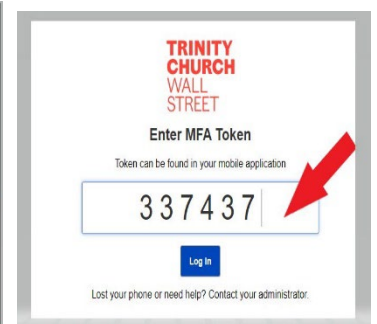 TRINITY
CHURCH
WALL
STREET
Enter MFA Token
Token can be found in your mobile application
337437
Log In
Lost your phone or need help? Contact your administrator.